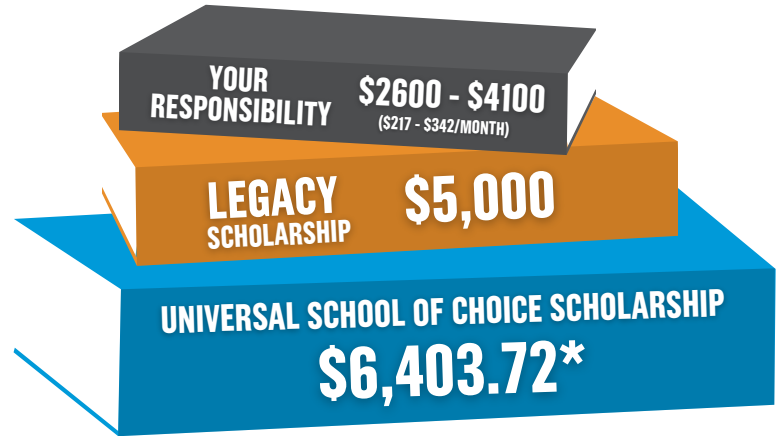 YOUR
RESPONSIBILITY
$2600 - $4100
($217 - $342/MONTH)
LEGACY
SCHOLARSHIP
$5,000
UNIVERSAL SCHOOL OF CHOICE SCHOLARSHIP
$6,403.72*